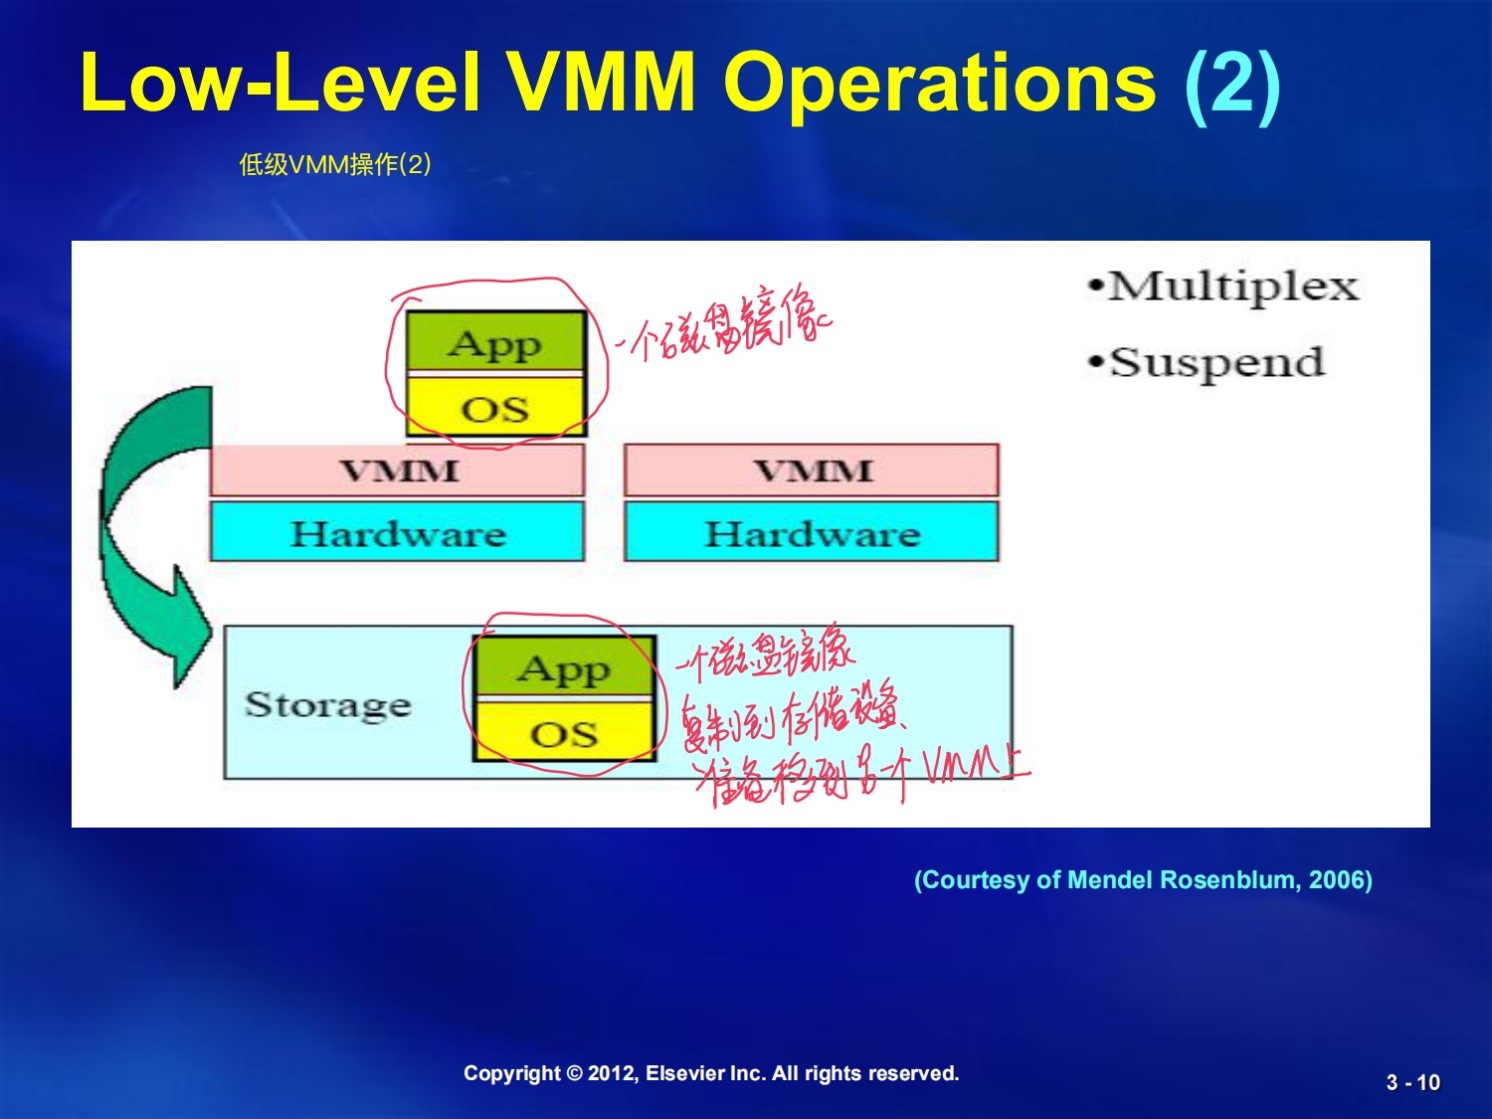 Low-Level VMM Operations (2)
低级VMM操作(2)
•Multiplex
•Suspend
App
一个磁盘镜像
OS
VMM
VMM
Hardware
Hardware
Storage
App
OS
一个磁盘镜像
复制到存储设备、
准备移到另一个VMM上
(Courtesy of Mendel Rosenblum, 2006)
Copyright © 2012, Elsevier Inc. All rights reserved.
3 - 10